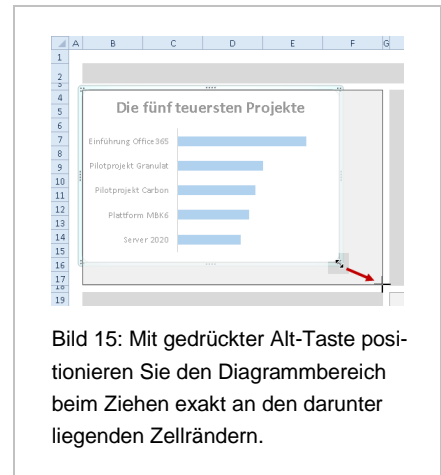 A B C D E F G
1
2
3
4
5
6
7
8
9
10
11
12
13
14
15
16
17
18
19
Die fünf teuersten Projekte
Einführung Office 365
Pilotprojekt Granulat
Pilotprojekt Carbon
Plattform MBK6
Server 2020
Bild 15: Mit gedrückter Alt-Taste posi-
tionieren Sie den Diagrammbereich
beim Ziehen exakt an den darunter
liegenden Zellrändern.